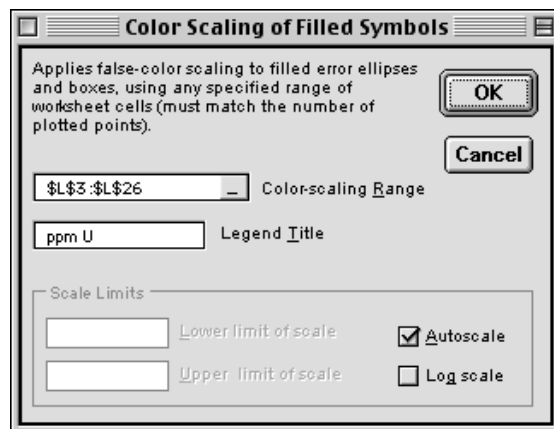 Color Scaling of Filled Symbols
Applies false-color scaling to filled error ellipses
and boxes, using any specified range of
worksheet cells (must match the number of
plotted points).
OK
Cancel
$L$3:$L$26 _ Color-scaling Range
ppm U Legend Title
Scale Limits
Lower limit of scale Autoscale
Upper limit of scale Log scale